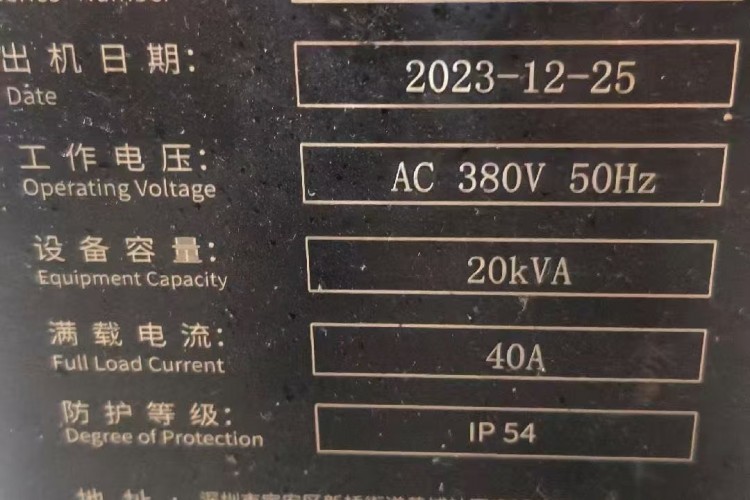 出机日期: 2023-12-25
Date
工作电压: AC 380V 50Hz
Operating Voltage
设备容量: 20kVA
Equipment Capacity
满载电流: 40A
Full Load Current
防护等级: IP 54
Degree of Protection
地址: